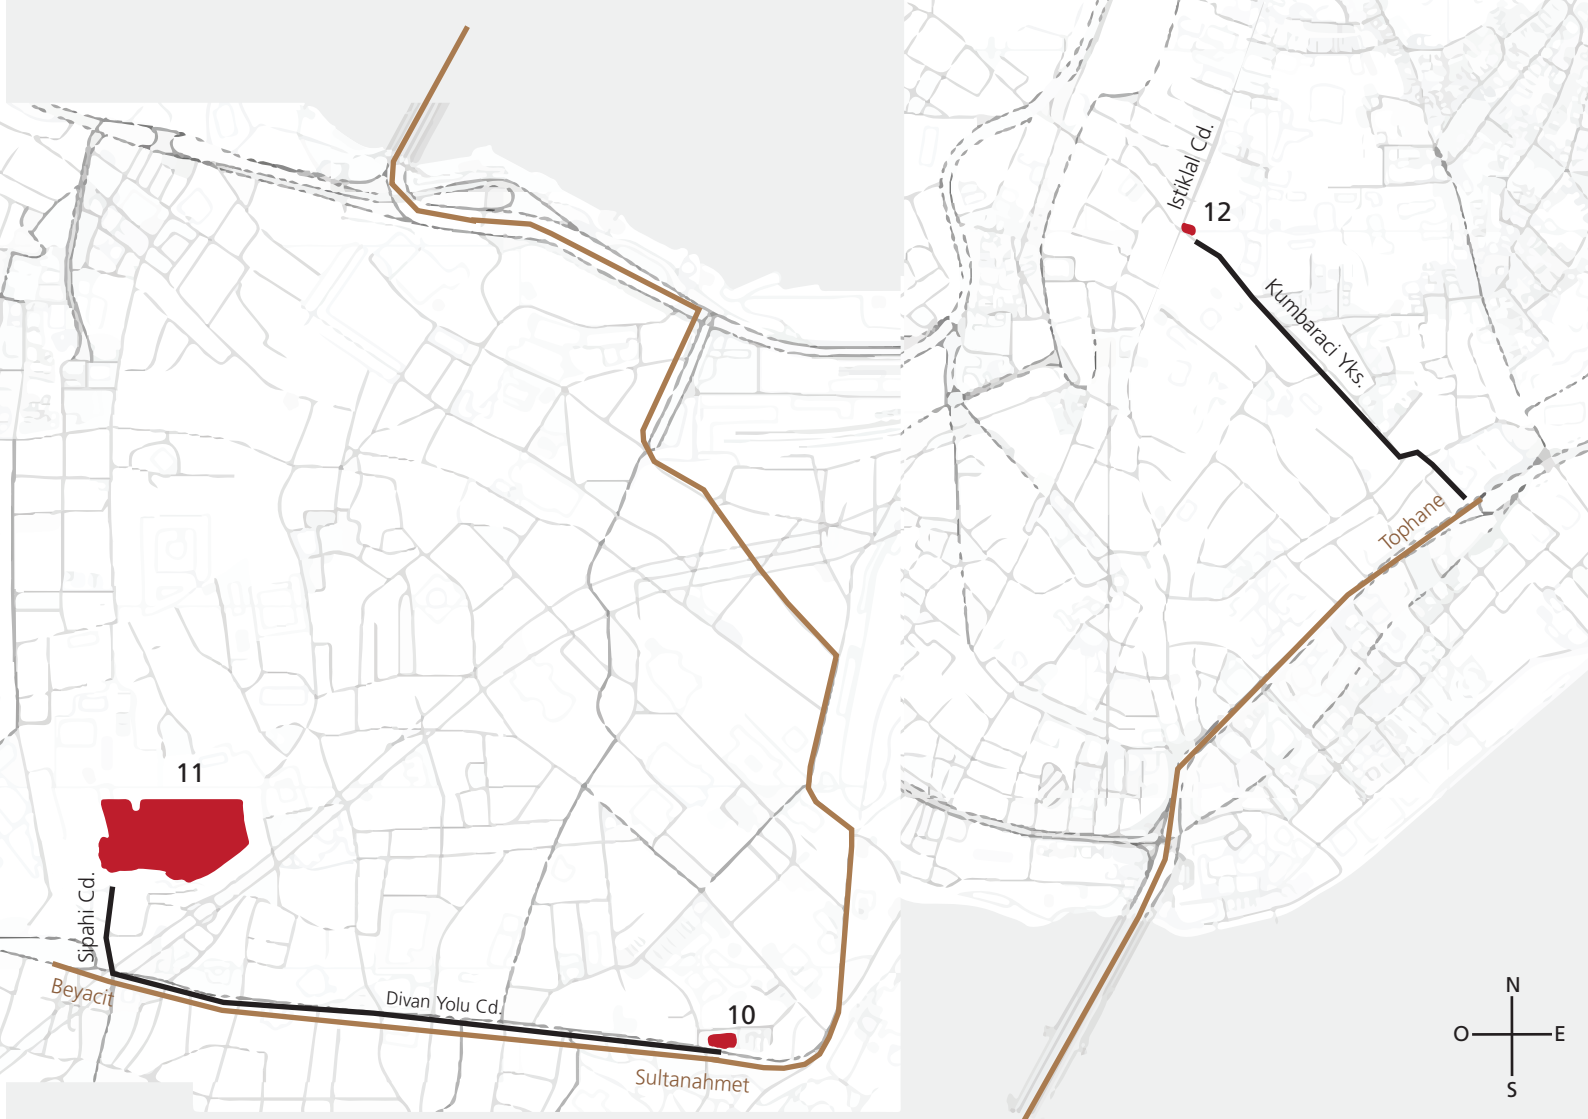 Istiklal Cd.
12
Kumbaraci Yks.
Tophane
11
Sipahi Cd.
Beyacit
Divan Yolu Cd.
10
Sultanahmet
N
O
E
S